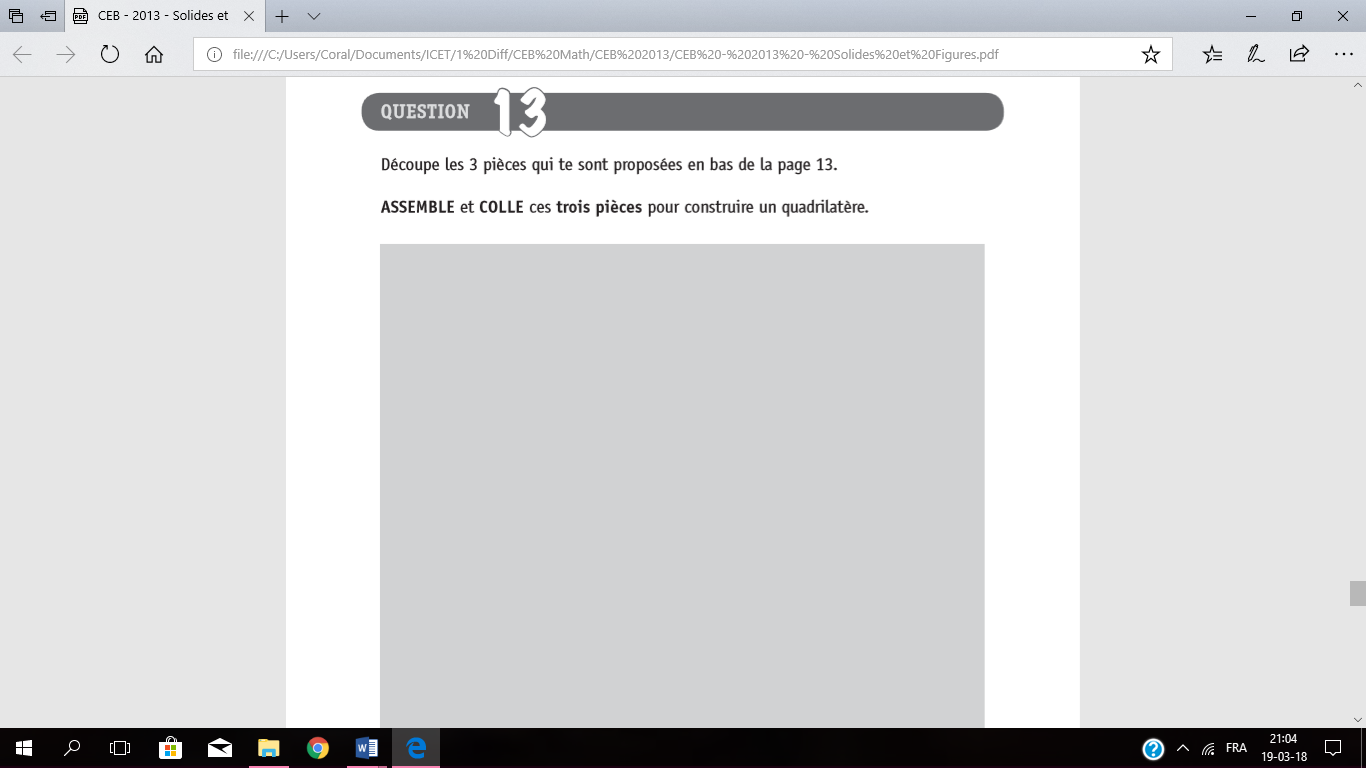 CEB - 2013 - Solides et
file:///C:/Users/Coral/Documents/ICET/1%20Diff/CEB%20Math/CEB%202013/CEB%20-%202013%20-%20Solides%20et%20Figures.pdf
QUESTION 13
Découpe les 3 pièces qui te sont proposées en bas de la page 13.
ASSEMBLE et COLLE ces trois pièces pour construire un quadrilatère.
FRA
21:04
19-03-18